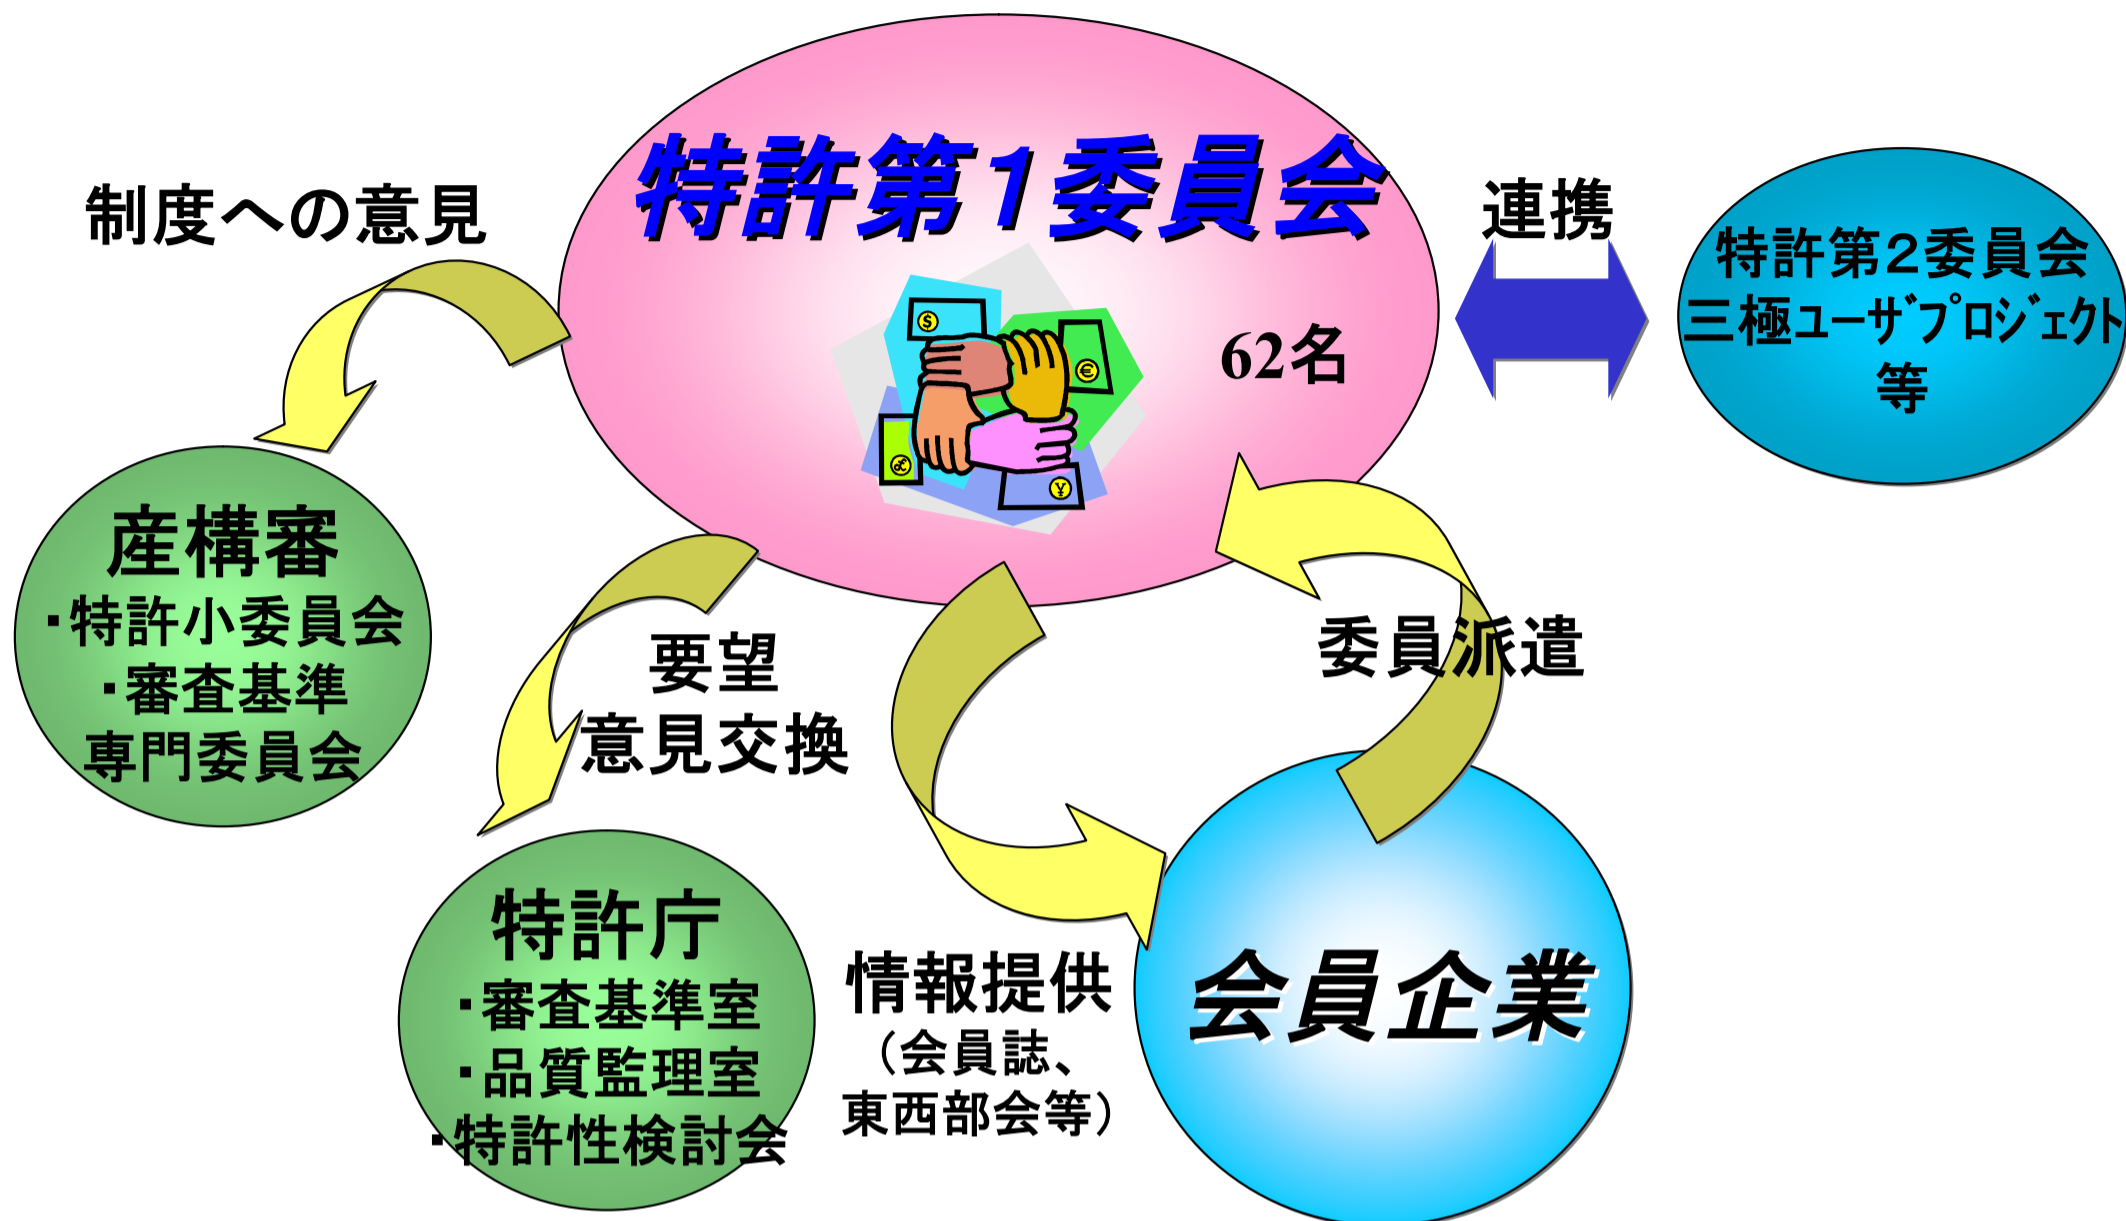 特許第1委員会
62名
制度への意見
連携
特許第2委員会
三極ユーザプロジェクト
等
産構審
・特許小委員会
・審査基準
専門委員会
要望
意見交換
委員派遣
特許庁
・審査基準室
・品質監理室
・特許性検討会
情報提供
（会員誌、
東西部会等）
会員企業
$
€
£
¥